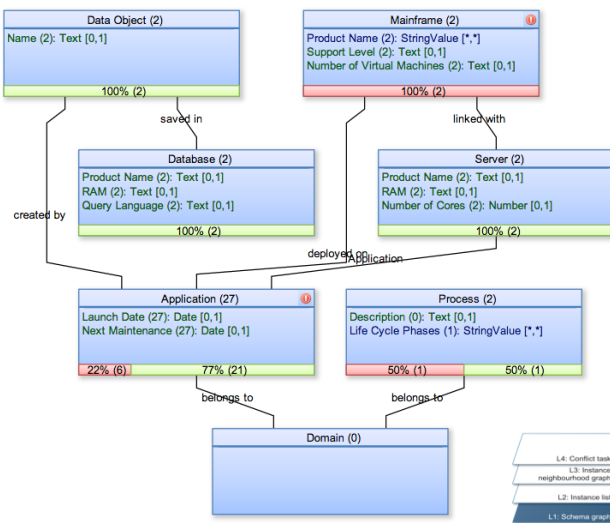 Data Object (2)
Name (2): Text [0,1]
100% (2)
Mainframe (2)
Product Name (2): StringValue [*,*]
Support Level (2): Text [0,1]
Number of Virtual Machines (2): Text [0,1]
100% (2)
saved in
linked with
Database (2)
Product Name (2): Text [0,1]
RAM (2): Text [0,1]
Query Language (2): Text [0,1]
100% (2)
Server (2)
Product Name (2): Text [0,1]
RAM (2): Text [0,1]
Number of Cores (2): Number [0,1]
100% (2)
created by
deployed on
Application
Application (27)
Launch Date (27): Date [0,1]
Next Maintenance (27): Date [0,1]
22% (6)
77% (21)
Process (2)
Description (0): Text [0,1]
Life Cycle Phases (1): StringValue [*,*]
50% (1)
50% (1)
belongs to
belongs to
Domain (0)
L4: Conflict task
L3: Instance
neighbourhood graph
L2: Instance list
L1: Schema graph